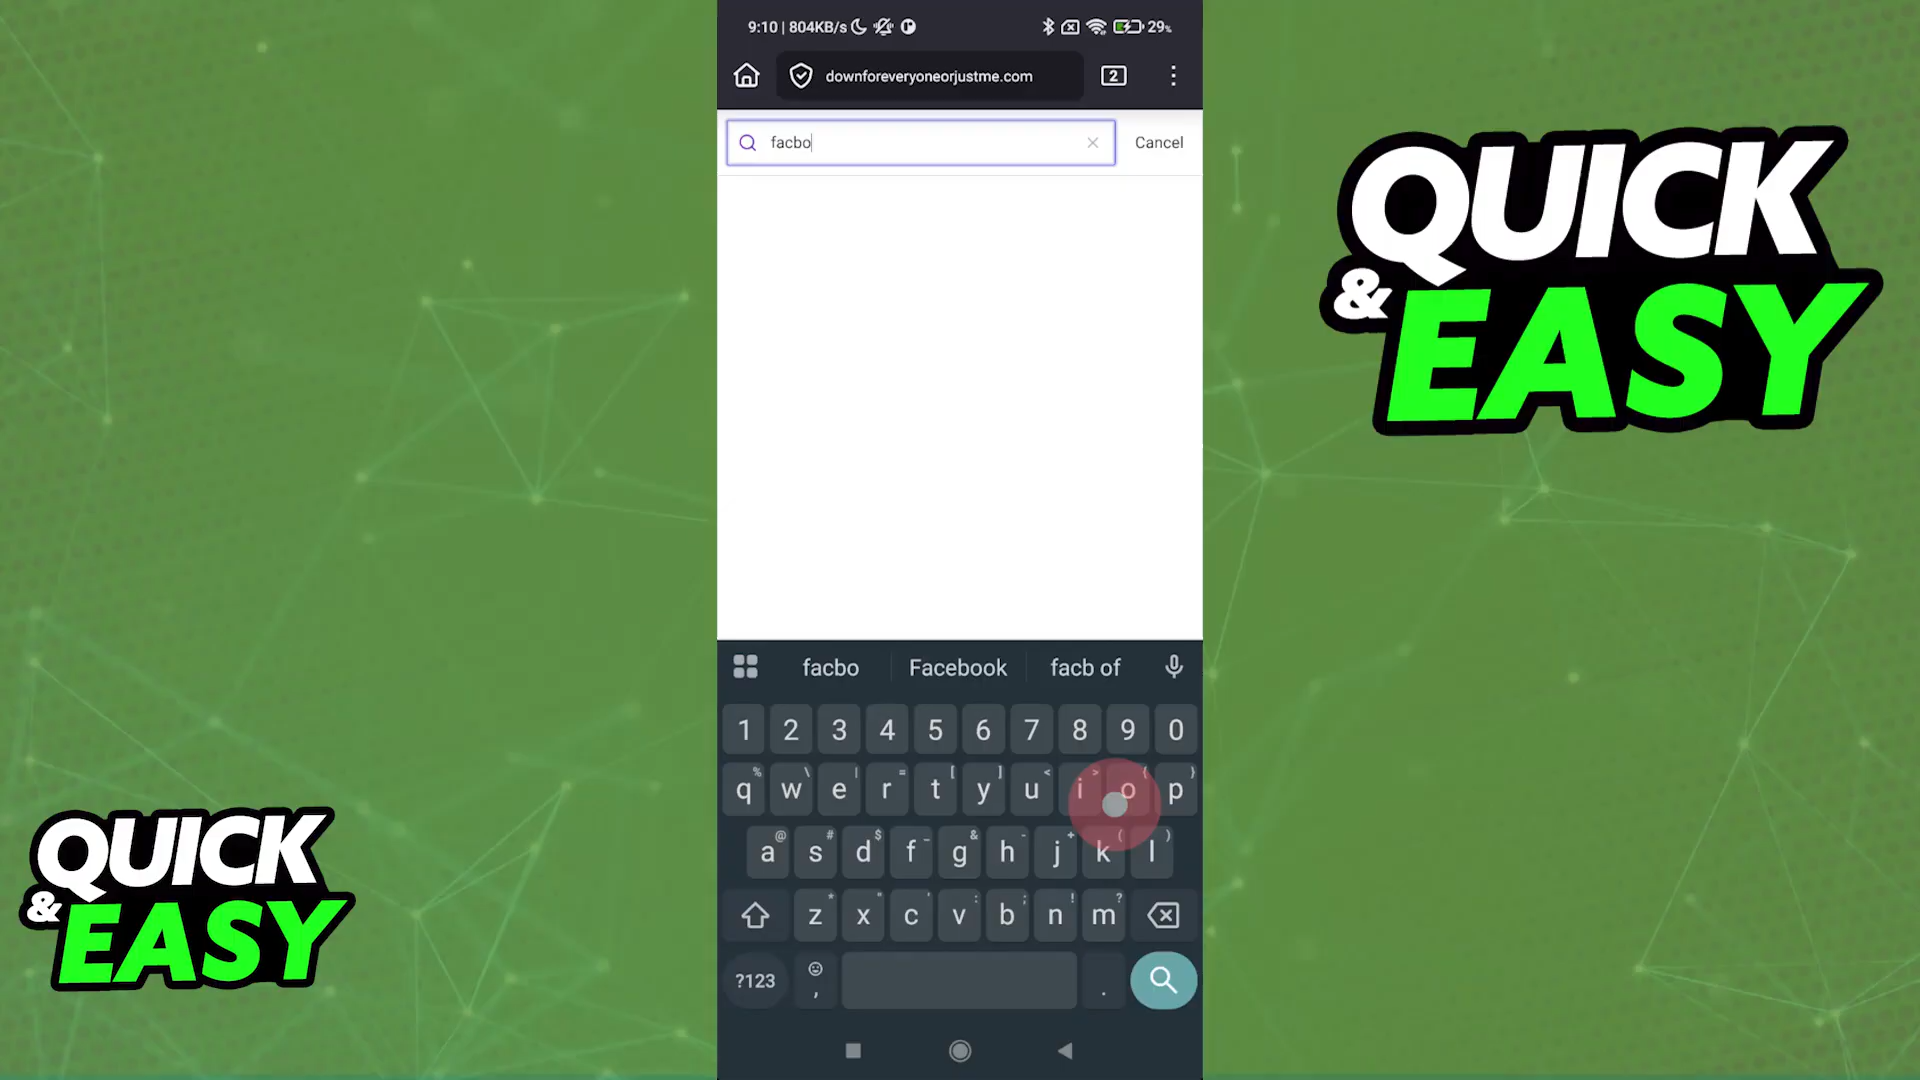 9:10 | 804KB/s 29%
downforeveryoneorjustme.com 2
facbo Cancel
QUICK
& EASY
facbo Facebook facb of
1 2 3 4 5 6 7 8 9 0
% \ | = [ ] < > { }
q w e r t y u i o p
@ # $ _ & - + ( )
a s d f g h j k l
* " ' : ; ! ?
z x c v b n m
?123 , .
QUICK
& EASY